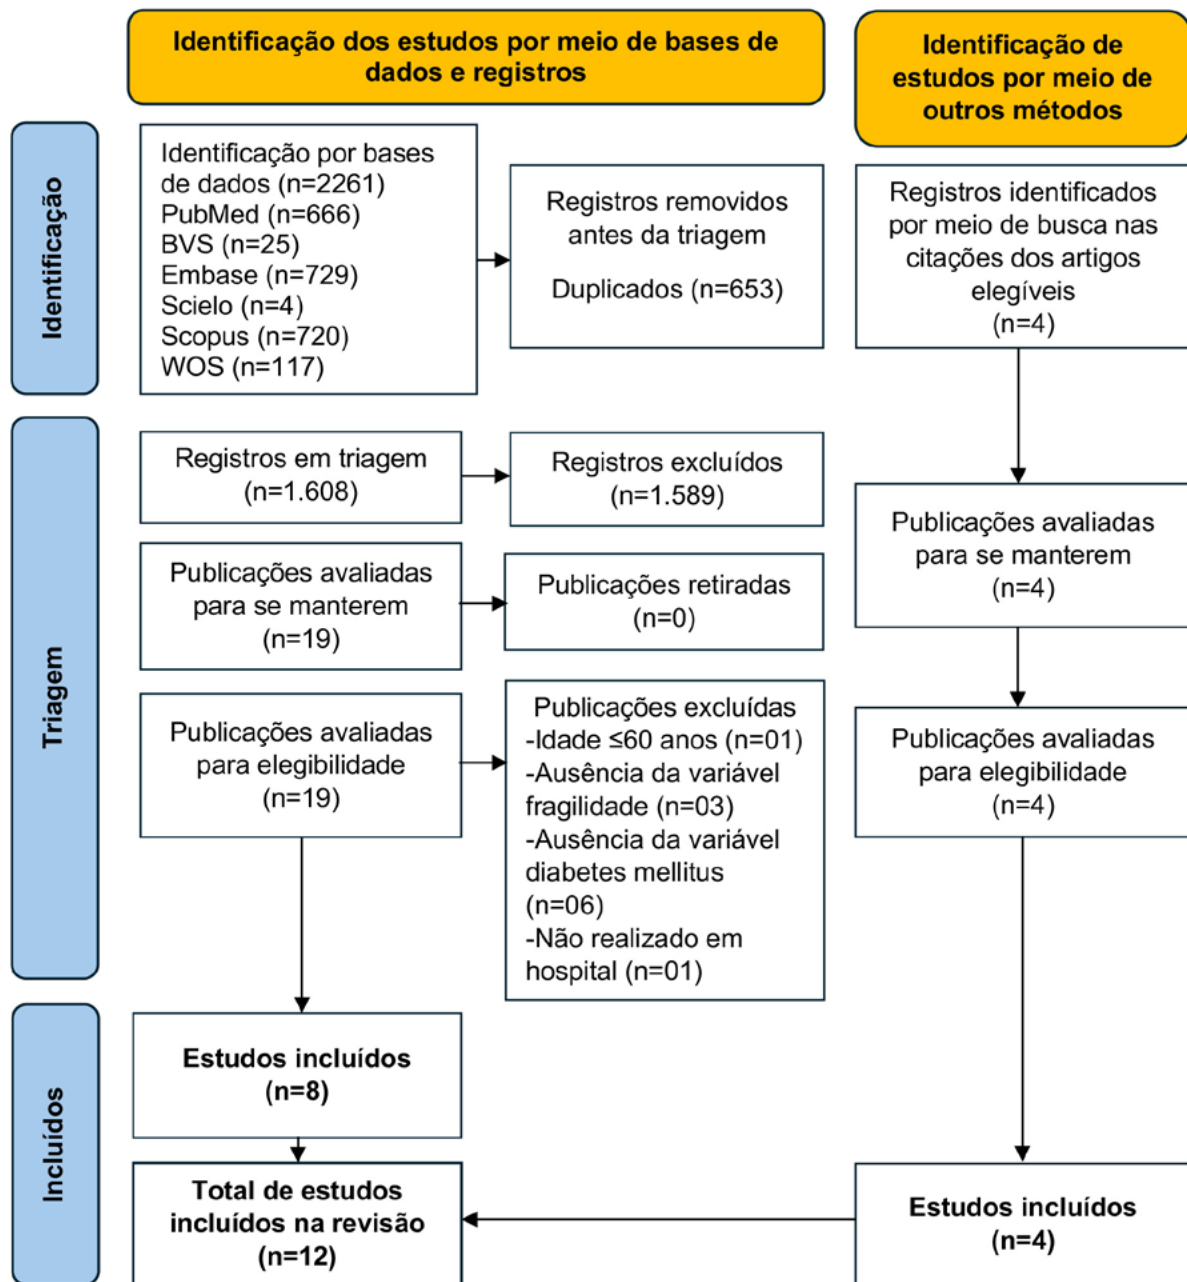 Identificação dos estudos por meio de bases de
dados e registros
Identificação de
estudos por meio de
outros métodos
Identificação
Identificação por bases
de dados (n=2261)
PubMed (n=666)
BVS (n=25)
Embase (n=729)
Scielo (n=4)
Scopus (n=720)
WOS (n=117)
Registros removidos
antes da triagem
Duplicados (n=653)
Registros identificados
por meio de busca nas
citações dos artigos
elegíveis
(n=4)
Triagem
Registros em triagem
(n=1.608)
Registros excluídos
(n=1.589)
Publicações avaliadas
para se manterem
(n=4)
Publicações avaliadas
para se manterem
(n=19)
Publicações retiradas
(n=0)
Publicações avaliadas
para elegibilidade
(n=19)
Publicações excluídas
-Idade ≤60 anos (n=01)
-Ausência da variável
fragilidade (n=03)
-Ausência da variável
diabetes mellitus
(n=06)
-Não realizado em
hospital (n=01)
Publicações avaliadas
para elegibilidade
(n=4)
Incluídos
Estudos incluídos
(n=8)
Total de estudos
incluídos na revisão
(n=12)
Estudos incluídos
(n=4)